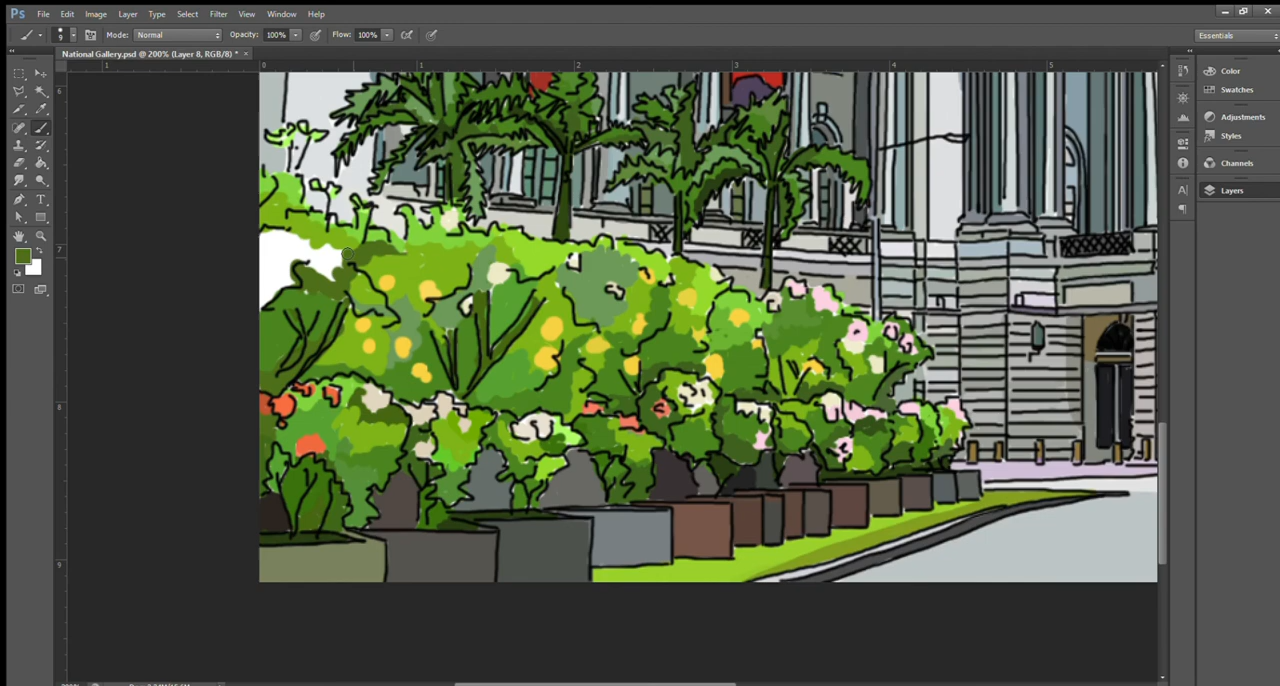 Ps File Edit Image Layer Type Select Filter View Window Help
9 Mode: Normal Opacity: 100% Flow: 100% Essentials
National Gallery.psd @ 200% (Layer 8, RGB/8) * ×
1 0 1 2 3 4 5
6
7
8
9
Color
Swatches
Adjustments
Styles
Channels
Layers